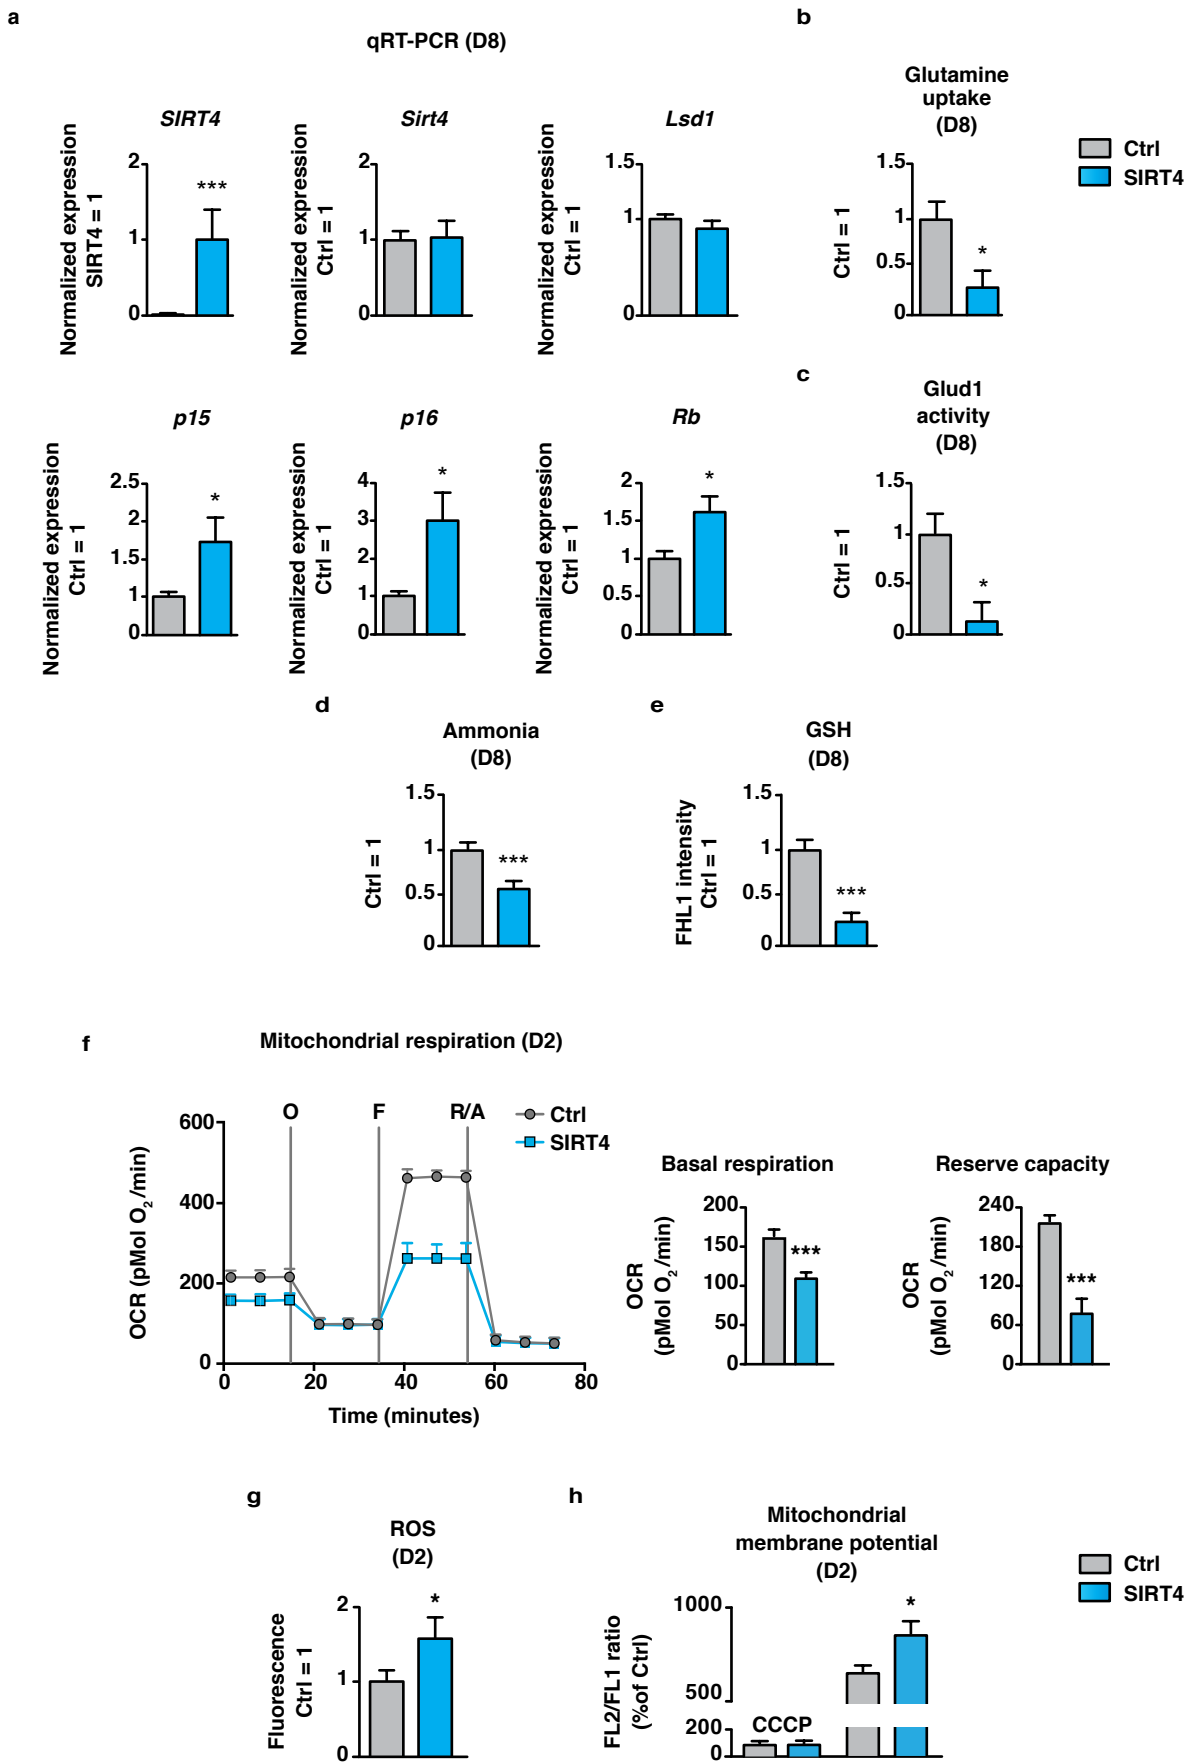 a
qRT-PCR (D8)
SIRT4
Normalized expression
SIRT4 = 1
2
1
0
***
Sirt4
Normalized expression
Ctrl = 1
2
1
0
Lsd1
Normalized expression
Ctrl = 1
1.5
1
0
b
Glutamine
uptake
(D8)
Ctrl = 1
1.5
1
0.5
0
*
Ctrl
SIRT4
p15
Normalized expression
Ctrl = 1
2.5
2
1.5
1
0
*
p16
Normalized expression
Ctrl = 1
4
3
2
1
0
*
Rb
Normalized expression
Ctrl = 1
2
1.5
1
0.5
0
*
c
Glud1
activity
(D8)
Ctrl = 1
1.5
1
0.5
0
*
d
Ammonia
(D8)
Ctrl = 1
1.5
1
0.5
0
***
e
GSH
(D8)
FHL1 intensity
Ctrl = 1
1.5
1
0.5
0
***
f
Mitochondrial respiration (D2)
OCR (pMol O2/min)
600
400
200
0
O
F
R/A
Ctrl
SIRT4
0
20
40
60
80
Time (minutes)
Basal respiration
OCR
(pMol O2/min)
200
150
100
50
0
***
Reserve capacity
OCR
(pMol O2/min)
240
180
120
60
0
***
g
ROS
(D2)
Fluorescence
Ctrl = 1
2
1
0
*
h
Mitochondrial
membrane potential
(D2)
FL2/FL1 ratio
(%of Ctrl)
1000
500
200
0
CCCP
*
Ctrl
SIRT4